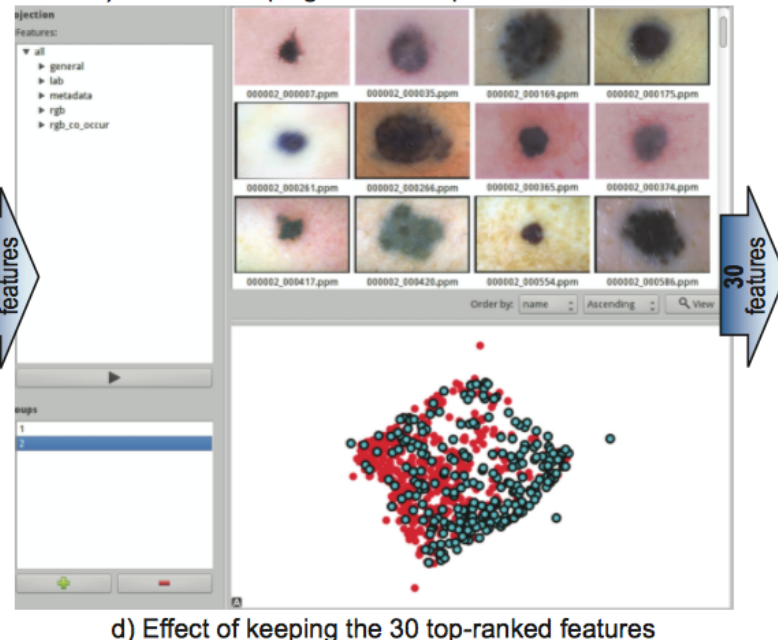 ojection
Features:
all
general
lab
metadata
rgb
rgb_co_occur
000002_000007.ppm 000002_000035.ppm 000002_000169.ppm 000002_000175.ppm
000002_000261.ppm 000002_000266.ppm 000002_000365.ppm 000002_000374.ppm
000002_000417.ppm 000002_000420.ppm 000002_000554.ppm 000002_000586.ppm
features
30
features
Order by: name Ascending View
oups
1
2
A
d) Effect of keeping the 30 top-ranked features